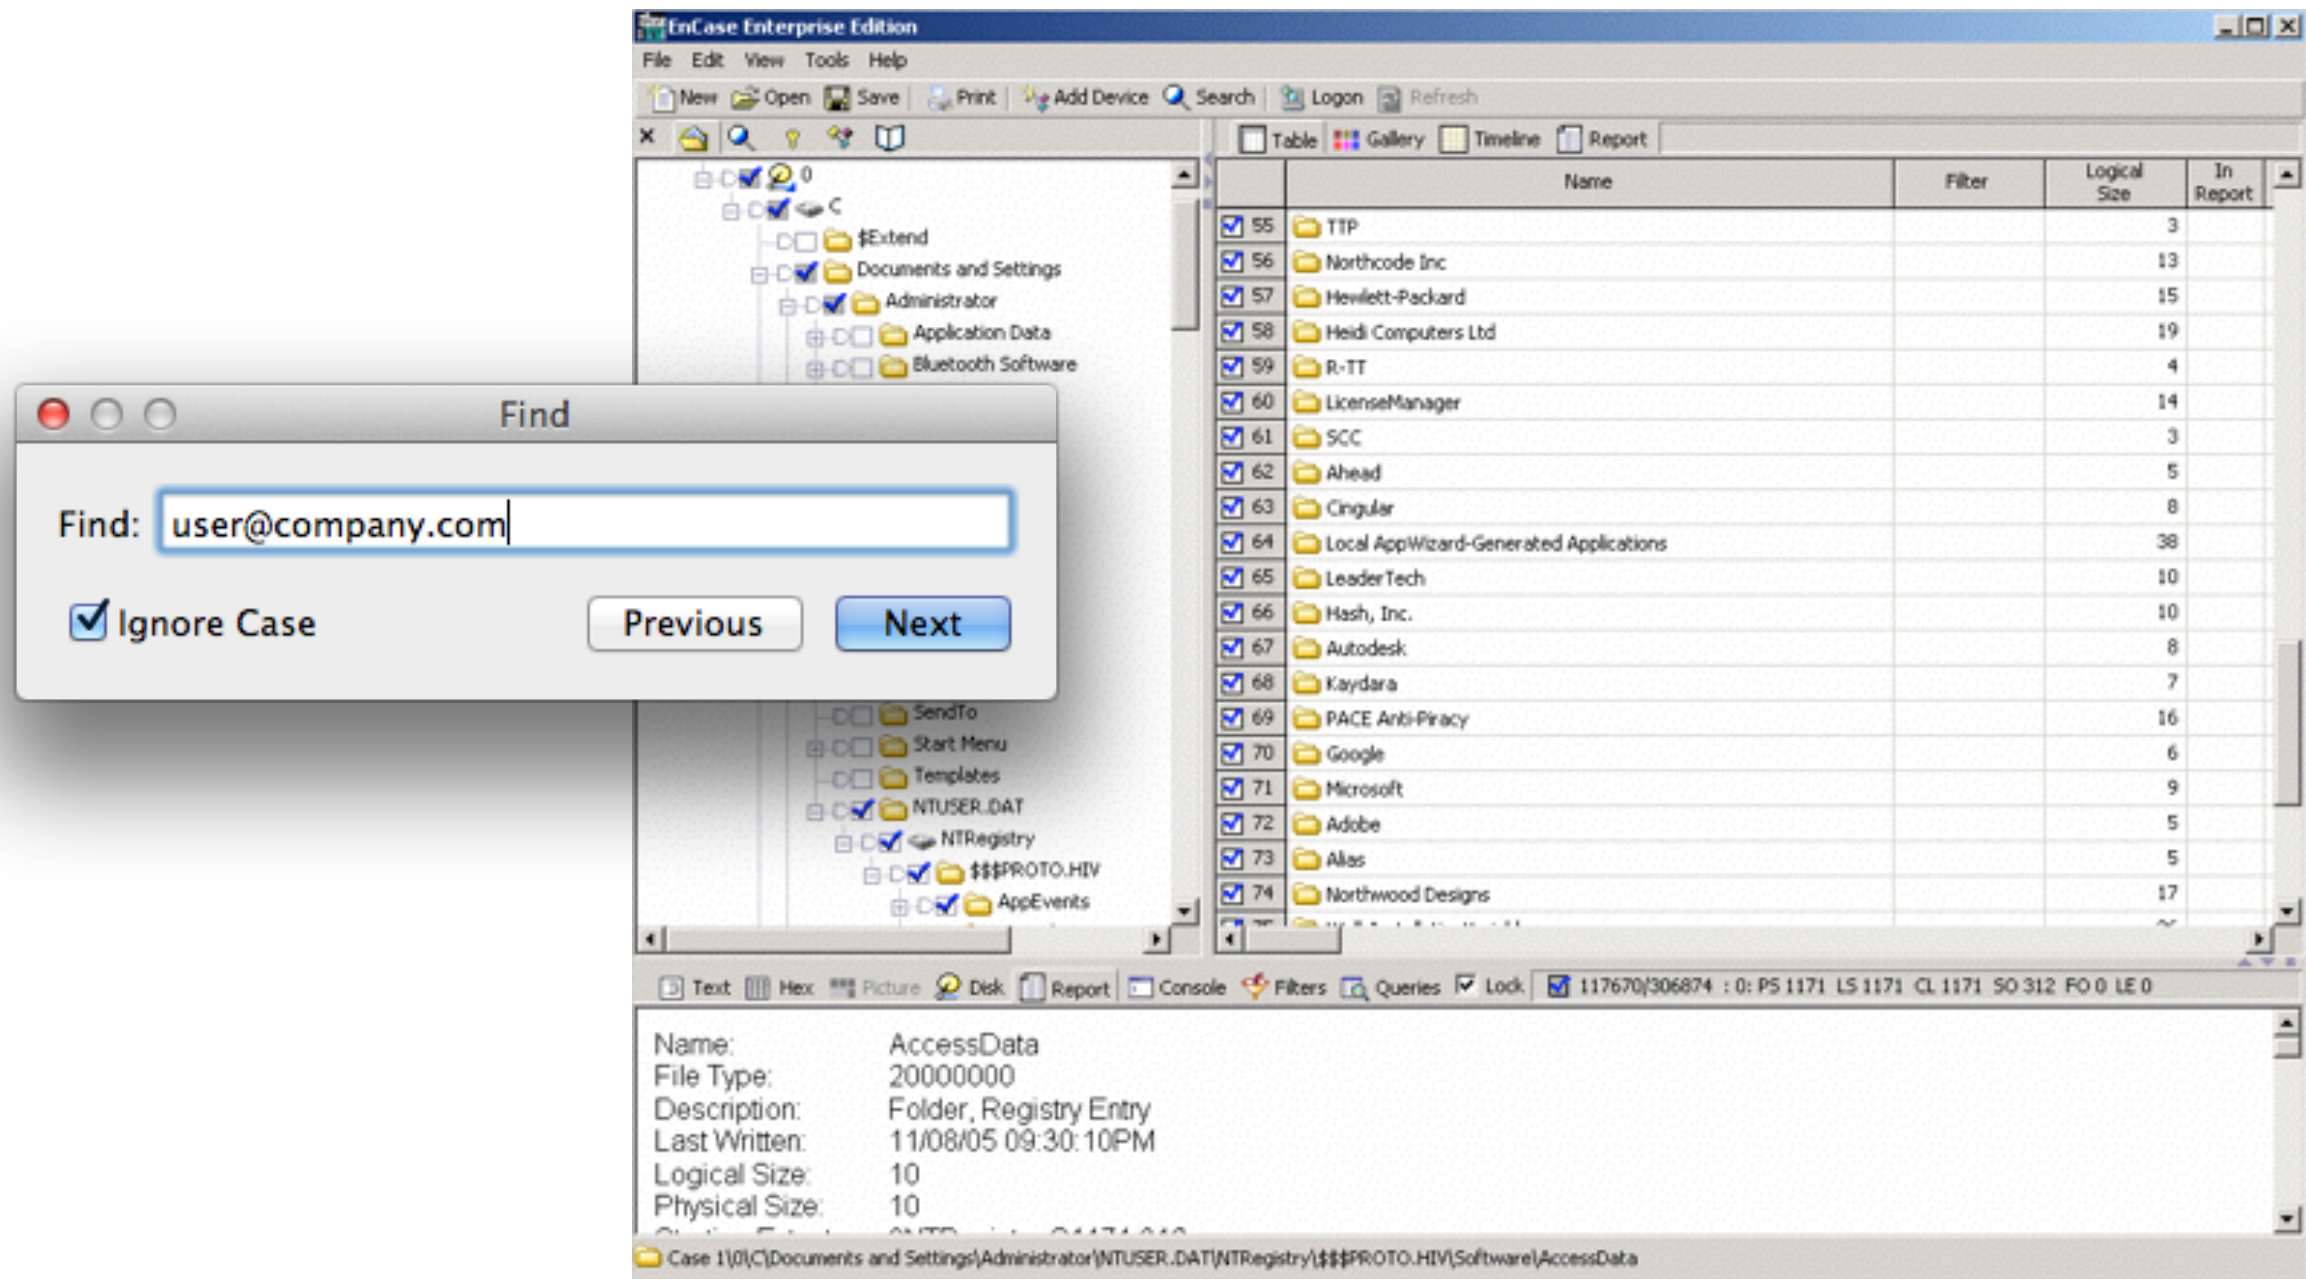 EnCase Enterprise Edition
File Edit View Tools Help
New Open Save Print Add Device Search Logon Refresh
Table Gallery Timeline Report
0
C
$Extend
Documents and Settings
Administrator
Application Data
Bluetooth Software
Find
Find: user@company.com
Ignore Case Previous Next
SendTo
Start Menu
Templates
NTUSER.DAT
NTRegistry
$$$PROTO.HIV
AppEvents
Name Filter Logical Size In Report
55 TTP 3
56 Northcode Inc 13
57 Hewlett-Packard 15
58 Heidi Computers Ltd 19
59 R-TT 4
60 LicenseManager 14
61 SCC 3
62 Ahead 5
63 Cingular 8
64 Local AppWizard-Generated Applications 38
65 LeaderTech 10
66 Hash, Inc. 10
67 Autodesk 8
68 Kaydara 7
69 PACE Anti-Piracy 16
70 Google 6
71 Microsoft 9
72 Adobe 5
73 Alias 5
74 Northwood Designs 17
Text Hex Picture Disk Report Console Filters Queries Lock 117670/306874 : 0: PS 1171 LS 1171 CL 1171 SO 312 FO 0 LE 0
Name: AccessData
File Type: 20000000
Description: Folder, Registry Entry
Last Written: 11/08/05 09:30:10PM
Logical Size: 10
Physical Size: 10
Case 1\0\C\Documents and Settings\Administrator\NTUSER.DAT\NTRegistry\$$$PROTO.HIV\Software\AccessData